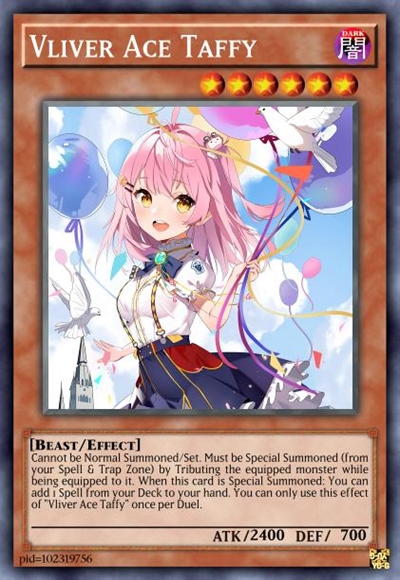 Vliver Ace Taffy
DARK
闇
[Beast/Effect]
Cannot be Normal Summoned/Set. Must be Special Summoned (from
your Spell & Trap Zone) by Tributing the equipped monster while
being equipped to it. When this card is Special Summoned: You can
add 1 Spell from your Deck to your hand. You can only use this effect
of "Vliver Ace Taffy" once per Duel.
ATK/2400 DEF/ 700
pid=102319756